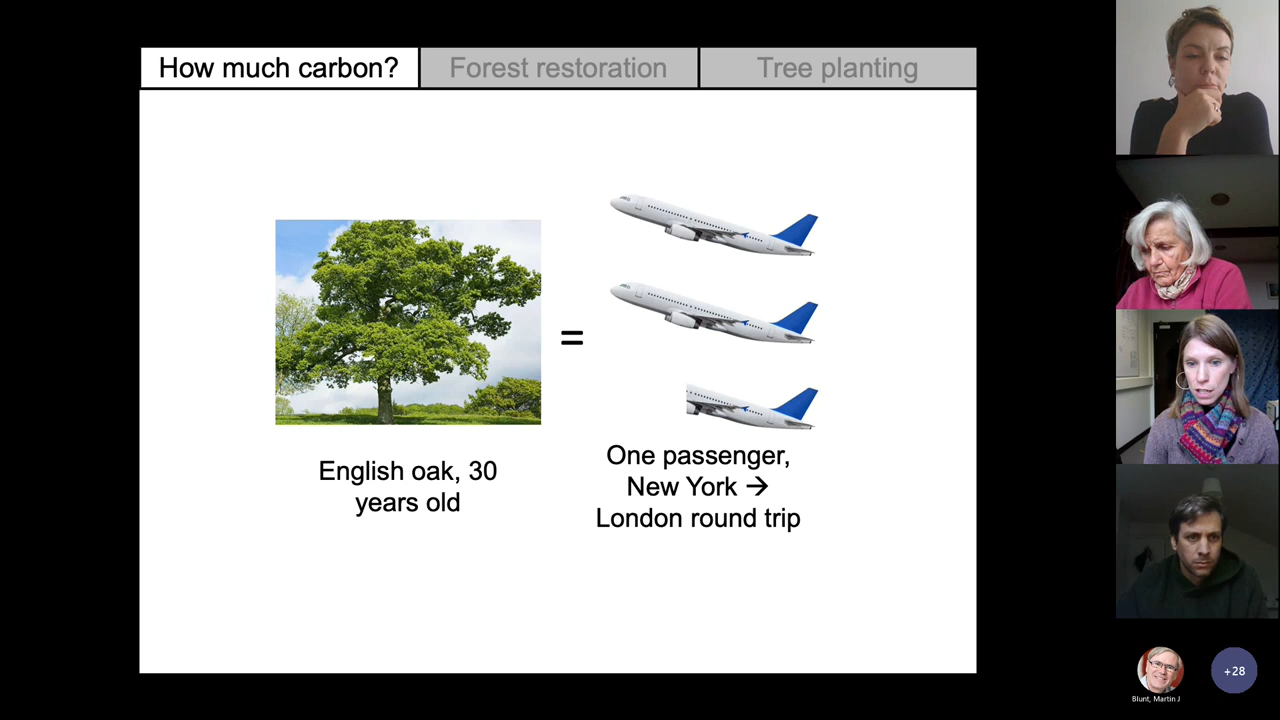 How much carbon?
Forest restoration
Tree planting
=
English oak, 30
years old
One passenger,
New York →
London round trip
Blunt, Martin J
+28